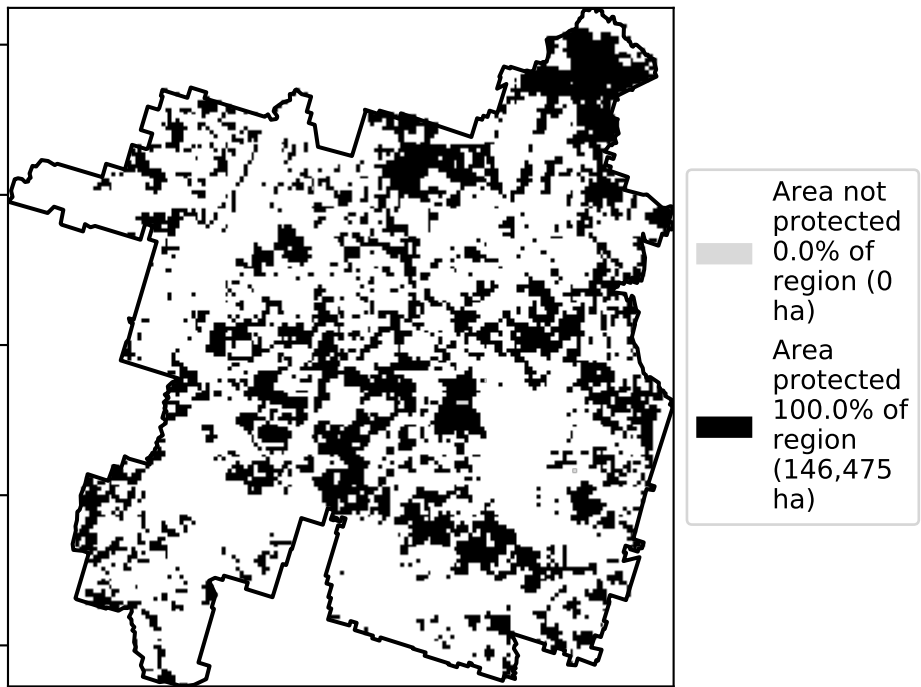 Area not
protected
0.0% of
region (0
ha)
Area
protected
100.0% of
region
(146,475
ha)